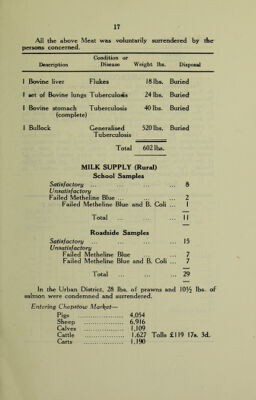 17
All the above Meat was voluntarily surrendered by the
persons concerned.
Condition or
Description Disease Weight lbs. Disposal
1 Bovine liver Flukes 18 lbs. Buried
1 set of Bovine lungs Tuberculosis 24 lbs. Buried
1 Bovine stomach Tuberculosis 40 lbs. Buried
(complete)
1 Bullock Generalised 520 lbs. Buried
Tuberculosis
Total 602 lbs.
MILK SUPPLY (Rural)
School Samples
Satisfactory ... ... ... ... 8
Unsatisfactory
Failed Metheline Blue ... ... ... 2
Failed Metheline Blue and B. Coli ... 1
Total ... ... ... 11
Roadside Samples
Satisfactory ... ... ... ... 15
Unsatisfactory
Failed Metheline Blue ... 7
Failed Metheline Blue and B. Coli ... 7
Total ... ... ... 29
In the Urban District, 28 lbs. of prawns and 10½ lbs. of
salmon were condemned and surrendered.
Entering Chepstow Market—
Pigs .................... 4,054
Sheep .................... 6,916
Calves .................... 1,109
Cattle .................... 1,627 Tolls £119 17s. 3d.
Carts .................... 1,190